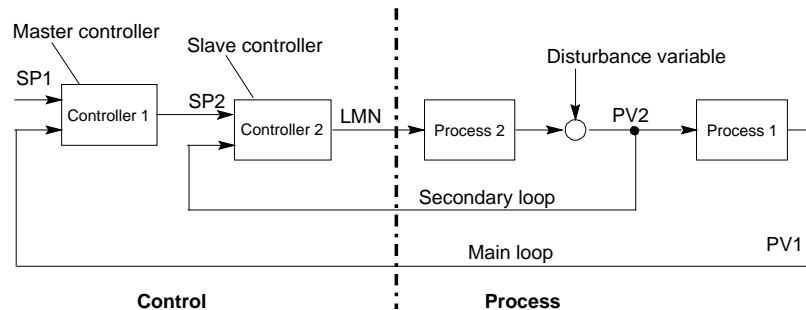 Master controller
Slave controller
Disturbance variable
SP1
Controller 1
SP2
Controller 2
LMN
Process 2
PV2
Process 1
Secondary loop
PV1
Main loop
Control
Process